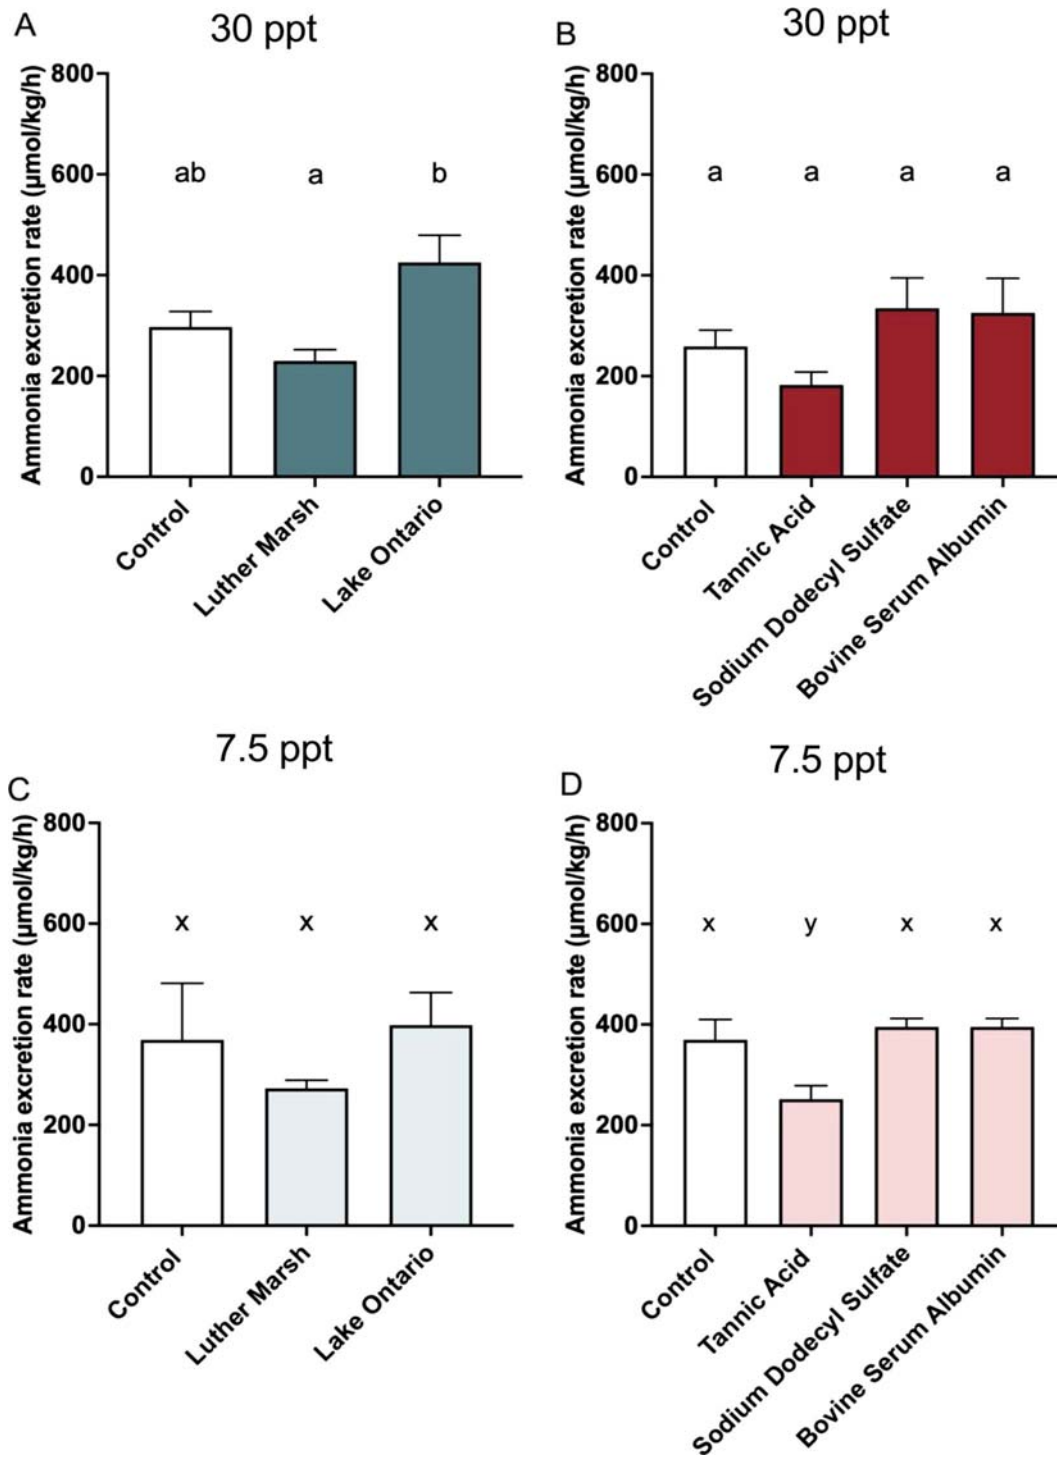 A
30 ppt
Ammonia excretion rate (µmol/kg/h)
800
600
400
200
0
ab
a
b
Control
Luther Marsh
Lake Ontario
B
30 ppt
Ammonia excretion rate (µmol/kg/h)
800
600
400
200
0
a
a
a
a
Control
Tannic Acid
Sodium Dodecyl Sulfate
Bovine Serum Albumin
C
7.5 ppt
Ammonia excretion rate (µmol/kg/h)
800
600
400
200
0
x
x
x
Control
Luther Marsh
Lake Ontario
D
7.5 ppt
Ammonia excretion rate (µmol/kg/h)
800
600
400
200
0
x
y
x
x
Control
Tannic Acid
Sodium Dodecyl Sulfate
Bovine Serum Albumin